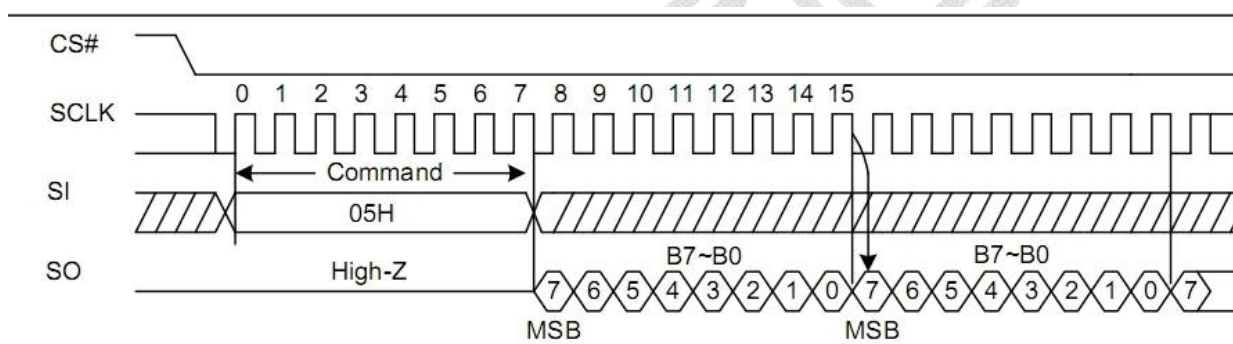 CS#
0 1 2 3 4 5 6 7 8 9 10 11 12 13 14 15
SCLK
Command
SI
05H
B7~B0 B7~B0
SO High-Z
7 6 5 4 3 2 1 0 7 6 5 4 3 2 1 0 7
MSB MSB